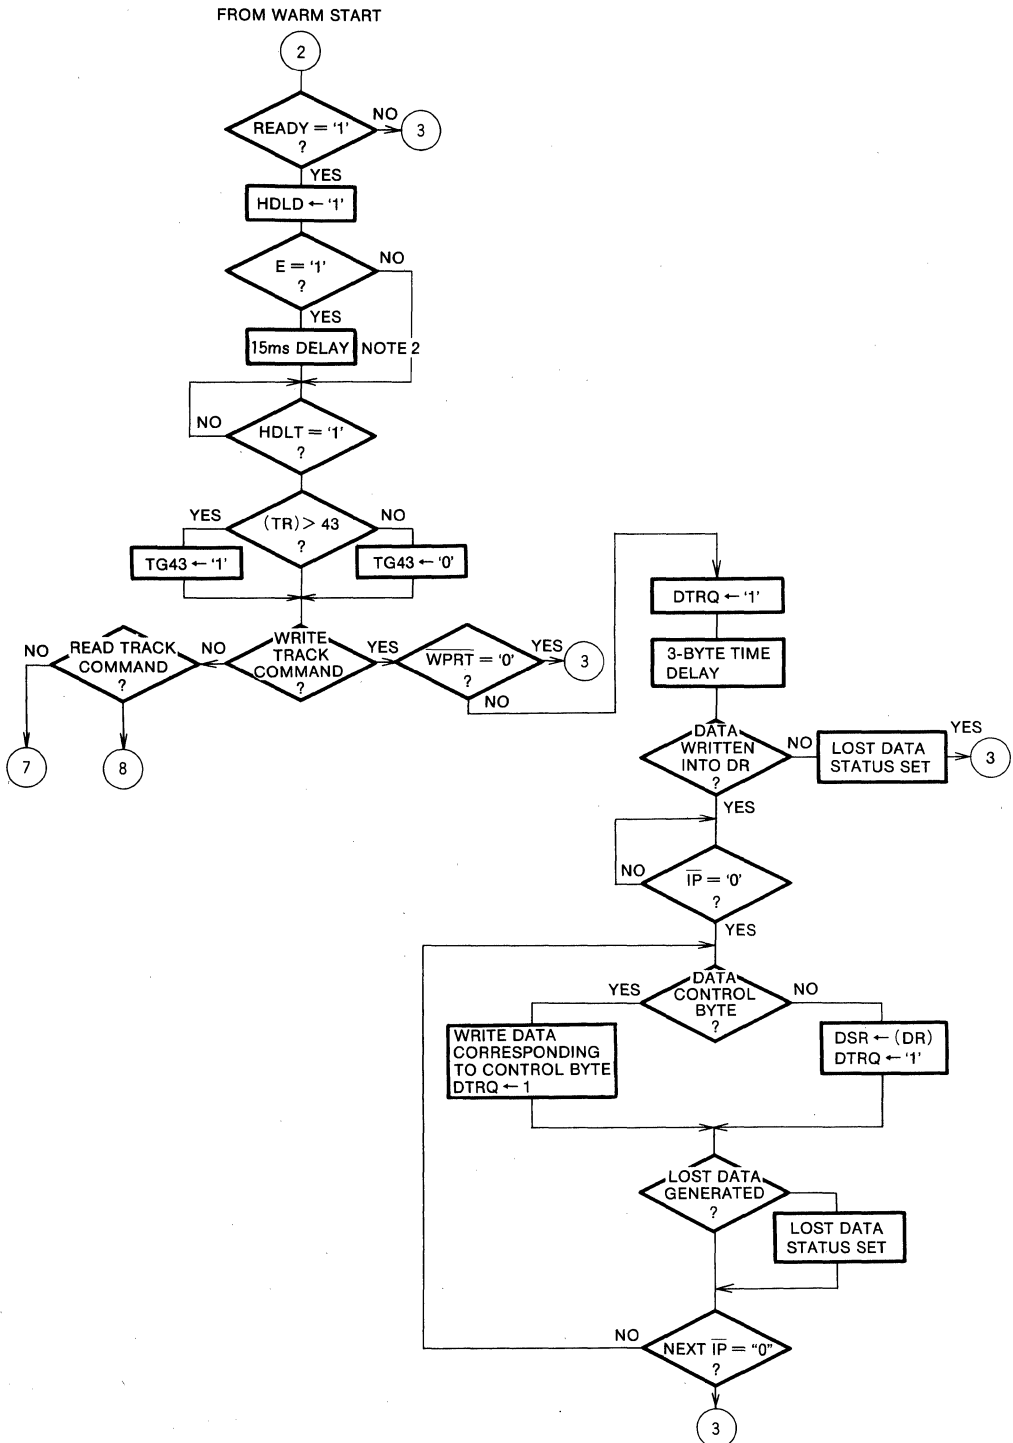 FROM WARM START
2
READY = '1'
?
NO
3
YES
HDLD ← '1'
E = '1'
?
NO
YES
15ms DELAY
NOTE 2
NO
HDLT = '1'
?
YES
(TR) > 43
?
NO
TG43 ← '1'
TG43 ← '0'
NO
READ TRACK
COMMAND
?
NO
WRITE
TRACK
COMMAND
?
YES
W̅P̅R̅T̅ = '0'
?
YES
3
NO
7
8
DTRQ ← '1'
3-BYTE TIME
DELAY
DATA
WRITTEN
INTO DR
?
NO
LOST DATA
STATUS SET
YES
3
YES
NO
I̅P̅ = '0'
?
YES
YES
DATA
CONTROL
BYTE
?
NO
WRITE DATA
CORRESPONDING
TO CONTROL BYTE
DTRQ ← 1
DSR ← (DR)
DTRQ ← '1'
LOST DATA
GENERATED
?
LOST DATA
STATUS SET
NO
NEXT I̅P̅ = "0"
?
3